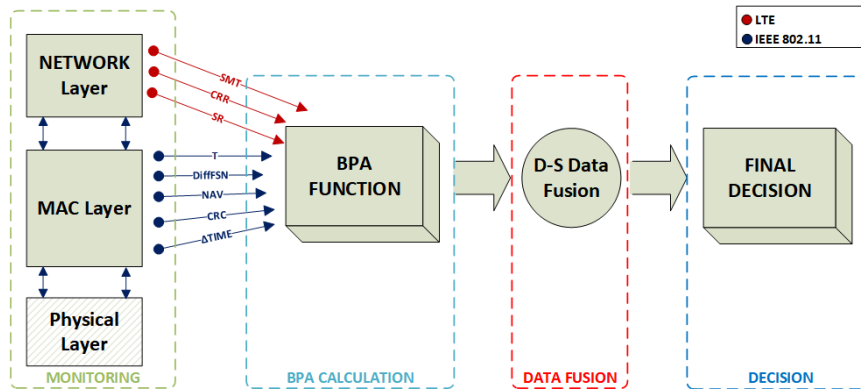 LTE
IEEE 802.11
NETWORK
Layer
SMT
CRR
SR
MAC Layer
T
DiffFSN
NAV
CRC
ΔTIME
Physical
Layer
BPA
FUNCTION
D-S Data
Fusion
FINAL
DECISION
MONITORING
BPA CALCULATION
DATA FUSION
DECISION